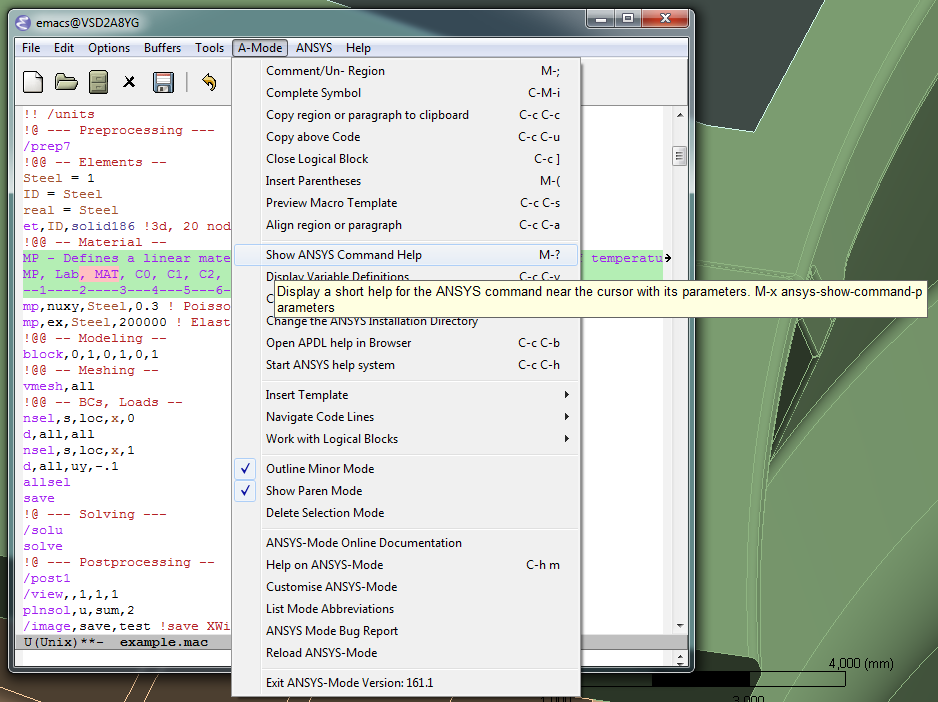 emacs@VSD2A8YG
File Edit Options Buffers Tools A-Mode ANSYS Help
!! /units
!@ --- Preprocessing ---
/prep7
!@@ -- Elements --
Steel = 1
ID = Steel
real = Steel
et,ID,solid186 !3d, 20 nod
!@@ -- Material --
MP - Defines a linear mate
temperatu
MP, Lab, MAT, C0, C1, C2,
--1----2----3---4---5---6-
mp,nuxy,Steel,0.3 ! Poisso
mp,ex,Steel,200000 ! Elast
!@@ -- Modeling --
block,0,1,0,1,0,1
!@@ -- Meshing --
vmesh,all
!@@ -- BCs, Loads --
nsel,s,loc,x,0
d,all,all
nsel,s,loc,x,1
d,all,uy,-.1
allsel
save
!@ --- Solving ---
/solu
solve
!@ --- Postprocessing --
/post1
/view,,1,1,1
plnsol,u,sum,2
/image,save,test !save XWi
U(Unix)**- example.mac
Comment/Un- Region M-;
Complete Symbol C-M-i
Copy region or paragraph to clipboard C-c C-c
Copy above Code C-c C-u
Close Logical Block C-c ]
Insert Parentheses M-(
Preview Macro Template C-c C-s
Align region or paragraph C-c C-a
Show ANSYS Command Help M-?
Display Variable Definitions C-c C-v
Display a short help for the ANSYS command near the cursor with its parameters. M-x ansys-show-command-p
arameters
Change the ANSYS Installation Directory
Open APDL help in Browser C-c C-b
Start ANSYS help system C-c C-h
Insert Template
Navigate Code Lines
Work with Logical Blocks
Outline Minor Mode
Show Paren Mode
Delete Selection Mode
ANSYS-Mode Online Documentation
Help on ANSYS-Mode C-h m
Customise ANSYS-Mode
List Mode Abbreviations
ANSYS Mode Bug Report
Reload ANSYS-Mode
Exit ANSYS-Mode Version: 161.1
4,000 (mm)
1,000 3,000